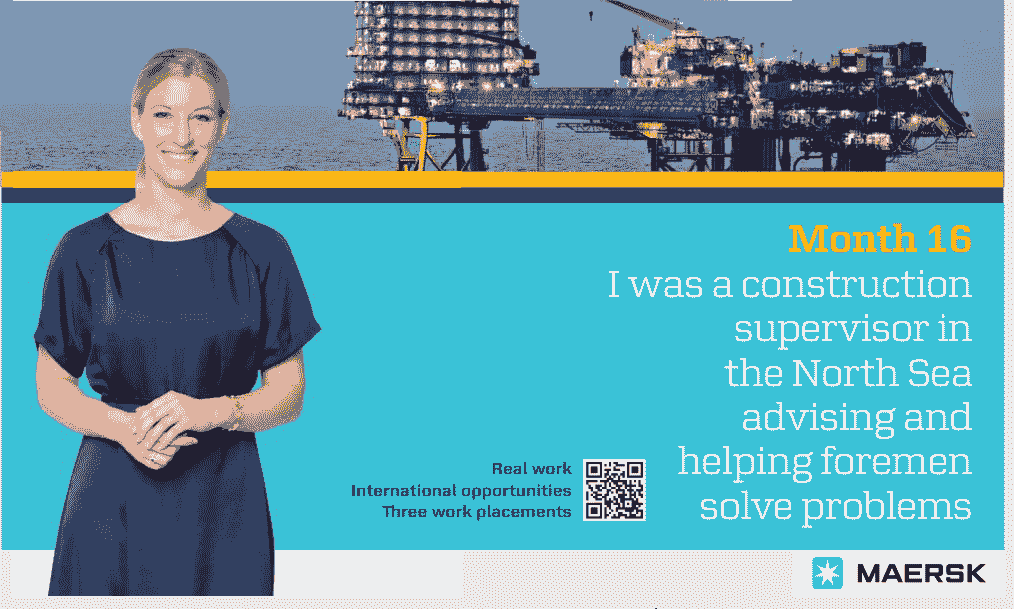 Month 16
I was a construction
supervisor in
the North Sea
advising and
helping foremen
solve problems
Real work
International opportunities
Three work placements
MAERSK